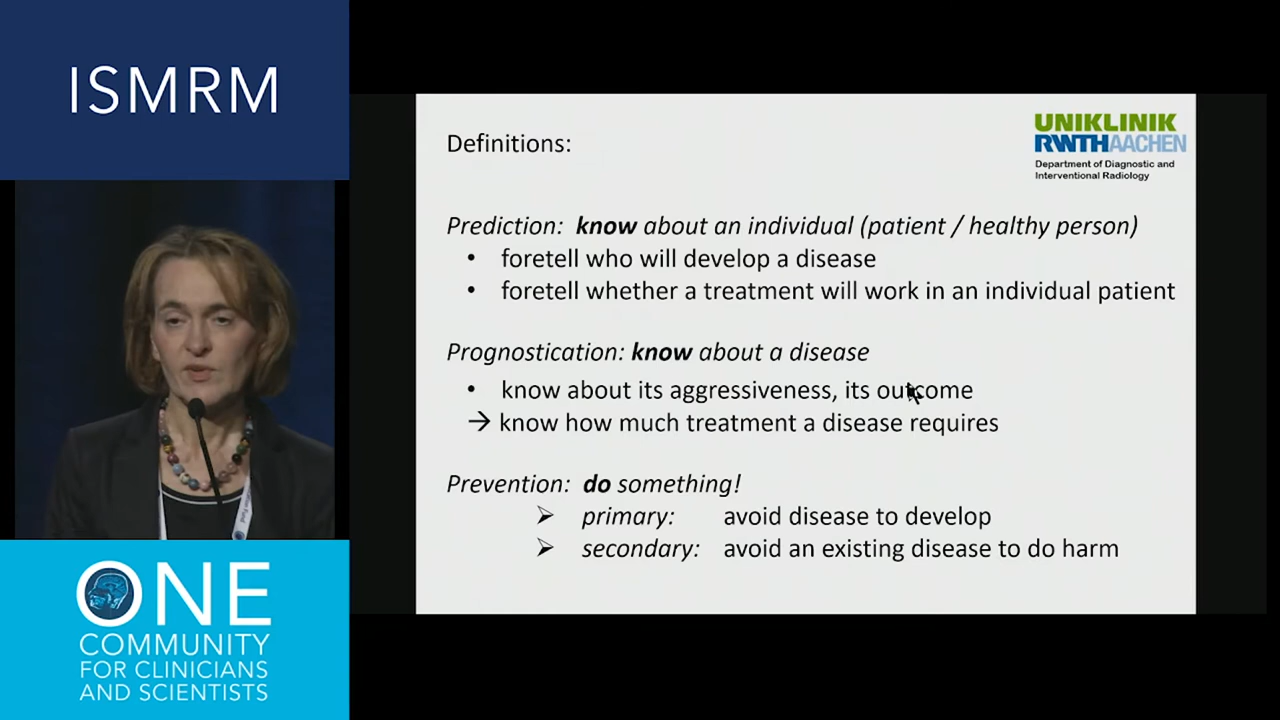 ISMRM
ONE
COMMUNITY
FOR CLINICIANS
AND SCIENTISTS
Definitions:
UNIKLINIK
RWTHAACHEN
Department of Diagnostic and
Interventional Radiology
Prediction: know about an individual (patient / healthy person)
• foretell who will develop a disease
• foretell whether a treatment will work in an individual patient
Prognostication: know about a disease
• know about its aggressiveness, its outcome
→ know how much treatment a disease requires
Prevention: do something!
➢ primary: avoid disease to develop
➢ secondary: avoid an existing disease to do harm